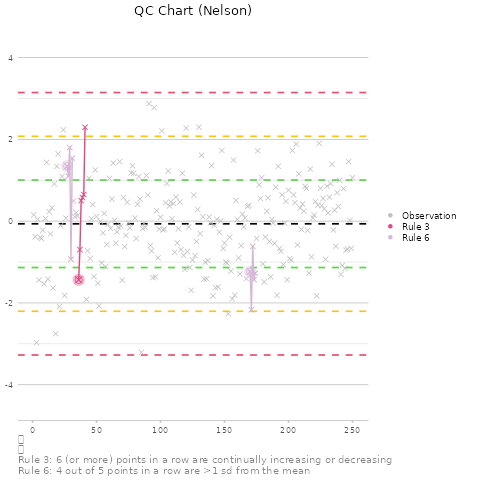 QC Chart (Nelson)
4
2
0
-2
-4
0
50
100
150
200
250
Observation
Rule 3
Rule 6
Rule 3: 6 (or more) points in a row are continually increasing or decreasing
Rule 6: 4 out of 5 points in a row are >1 sd from the mean